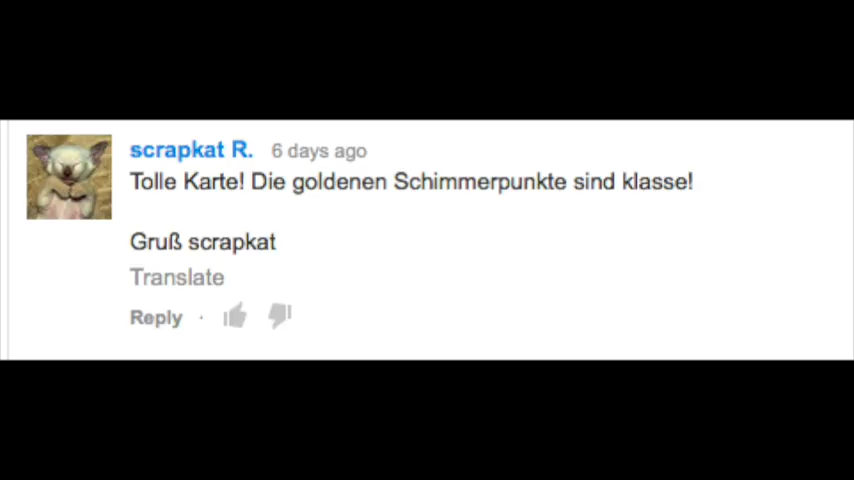 scrapkat R. 6 days ago
Tolle Karte! Die goldenen Schimmerpunkte sind klasse!
Gruß scrapkat
Translate
Reply ·